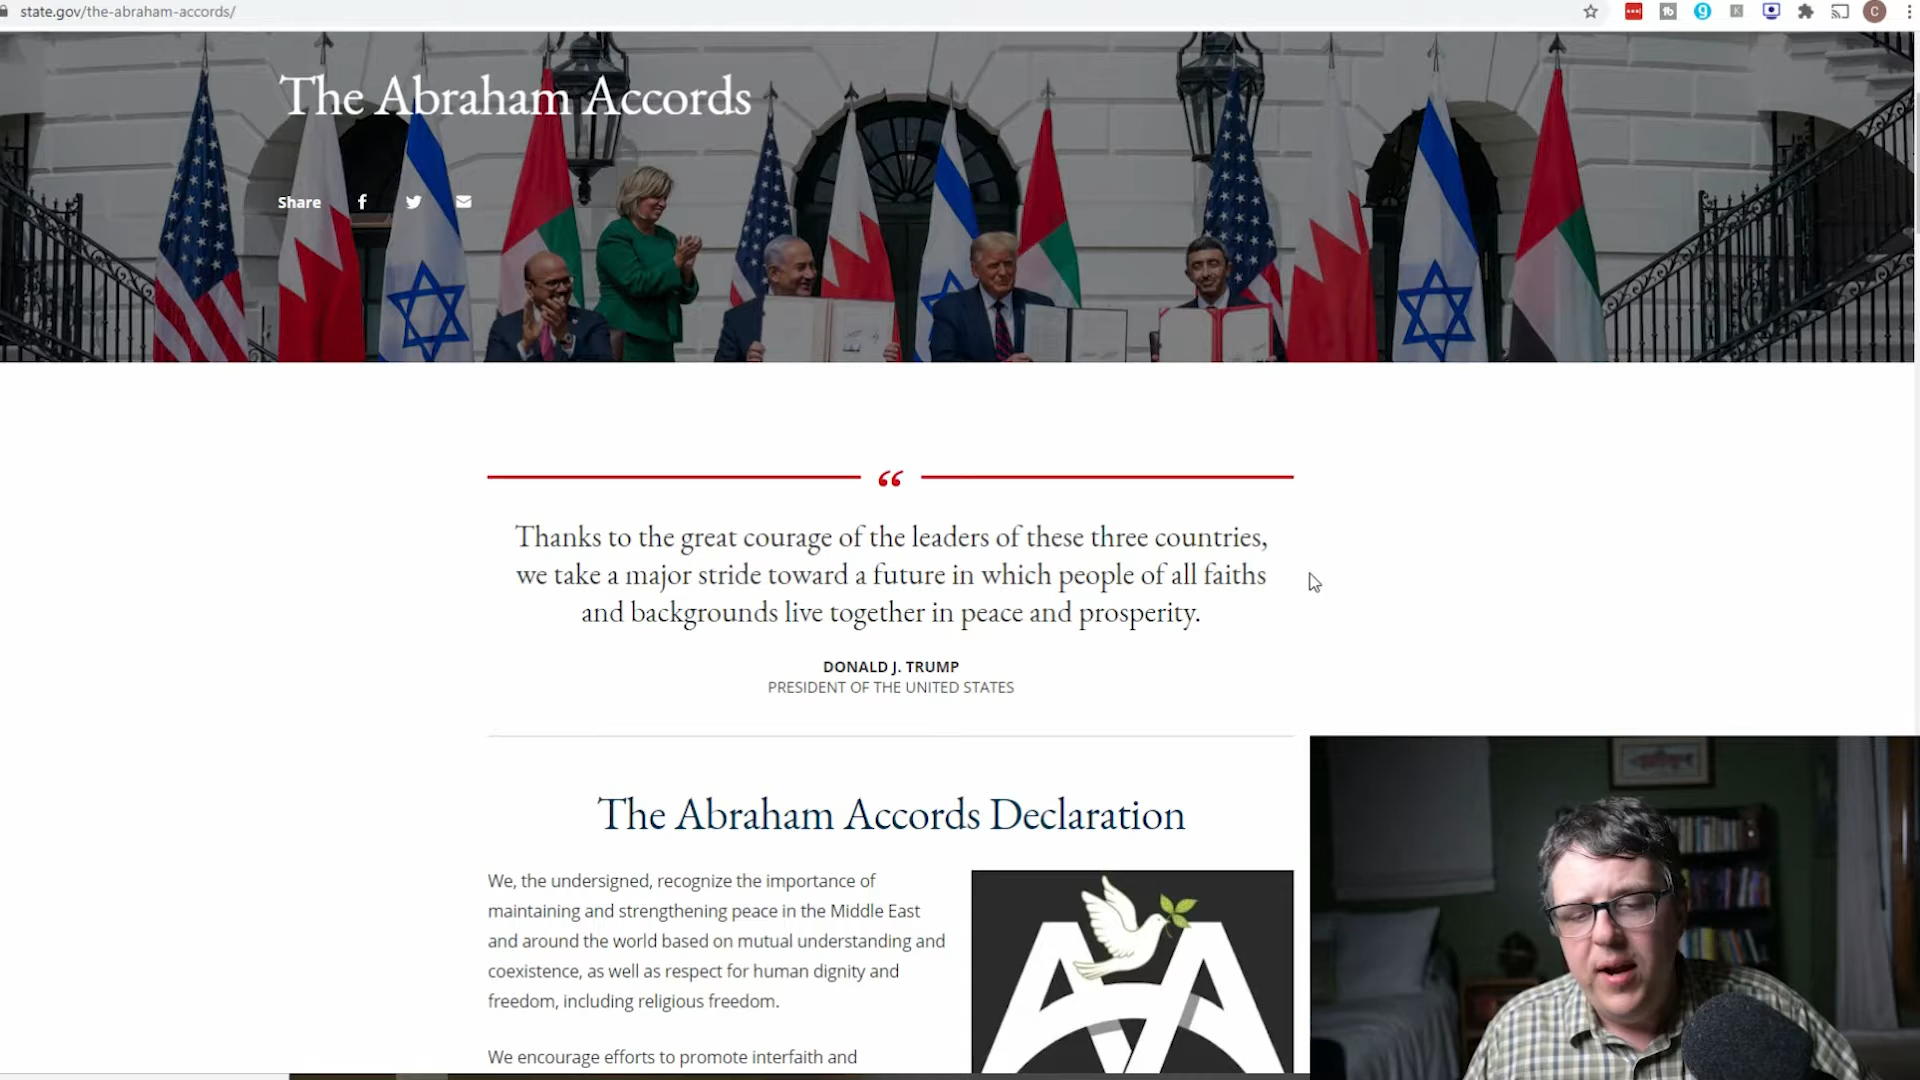 state.gov/the-abraham-accords/
The Abraham Accords
Share
“
Thanks to the great courage of the leaders of these three countries,
we take a major stride toward a future in which people of all faiths
and backgrounds live together in peace and prosperity.
DONALD J. TRUMP
PRESIDENT OF THE UNITED STATES
The Abraham Accords Declaration
We, the undersigned, recognize the importance of
maintaining and strengthening peace in the Middle East
and around the world based on mutual understanding and
coexistence, as well as respect for human dignity and
freedom, including religious freedom.
We encourage efforts to promote interfaith and